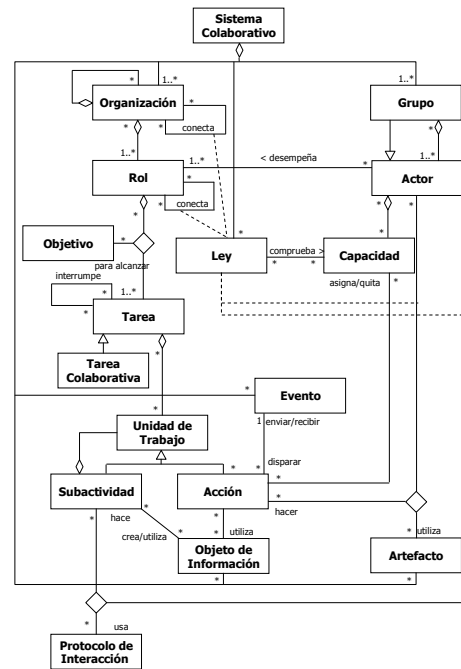 Sistema
Colaborativo
*
1..*
*
1..*
Organización
*
Grupo
*
*
conecta
*
1..*
1..*
< desempeña
*
1..*
Rol
*
Actor
*
*
conecta
*
*
Objetivo
*
Ley
comprueba >
Capacidad
*
*
para alcanzar
asigna/quita
interrumpe
*
*
1..*
*
Tarea
*
Tarea
Colaborativa
*
Evento
*
1
enviar/recibir
Unidad de
Trabajo
disparar
*
*
Subactividad
Acción
*
*
*
hace
*
*
hacer
crea/utiliza
*
*
utiliza
*
utiliza
Objeto de
Información
Artefacto
*
*
*
usa
Protocolo de
Interacción